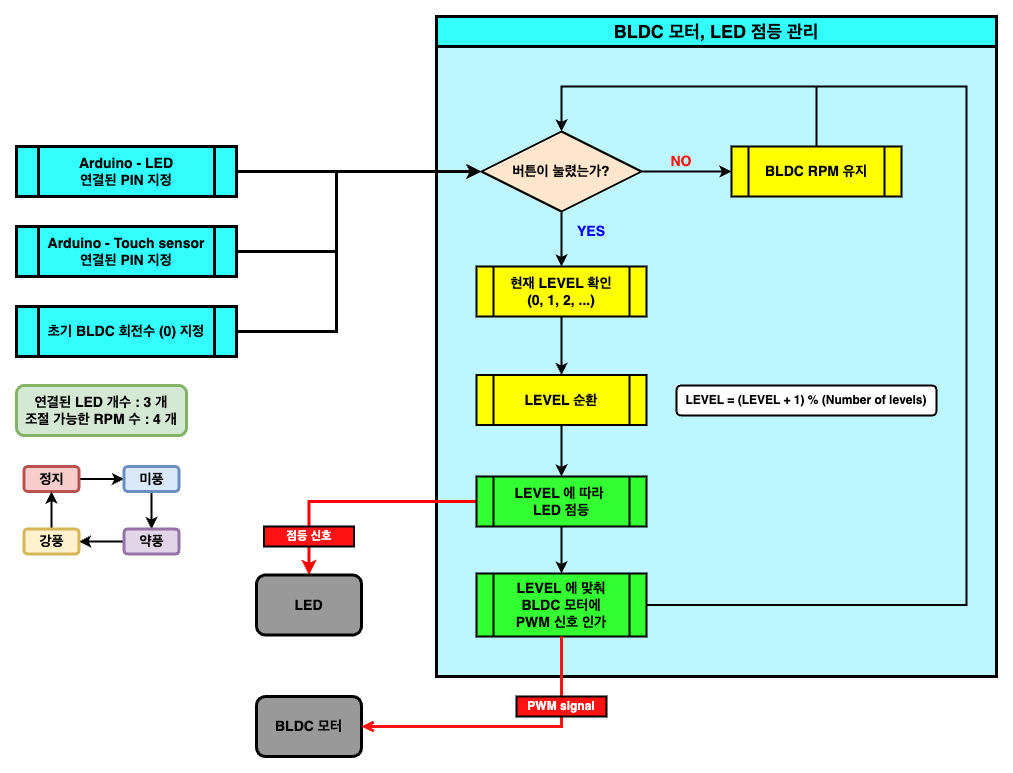 BLDC 모터, LED 점등 관리
Arduino - LED
연결된 PIN 지정
Arduino - Touch sensor
연결된 PIN 지정
초기 BLDC 회전수 (0) 지정
버튼이 눌렸는가?
NO
BLDC RPM 유지
YES
현재 LEVEL 확인
(0, 1, 2, ...)
LEVEL 순환
LEVEL = (LEVEL + 1) % (Number of levels)
연결된 LED 개수 : 3 개
조절 가능한 RPM 수 : 4 개
정지
미풍
강풍
약풍
LEVEL 에 따라
LED 점등
점등 신호
LED
LEVEL 에 맞춰
BLDC 모터에
PWM 신호 인가
PWM signal
BLDC 모터